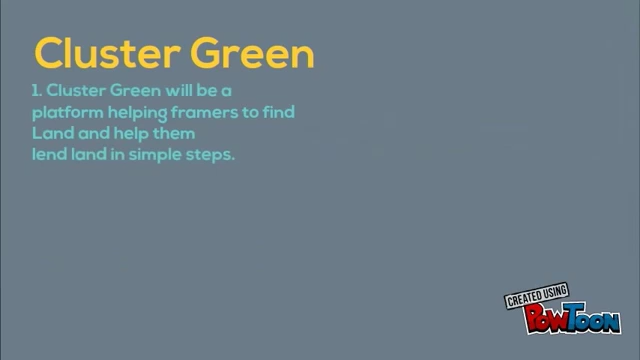 Cluster Green
1. Cluster Green will be a
platform helping framers to find
Land and help them
lend land in simple steps.
CREATED USING
POWTOON